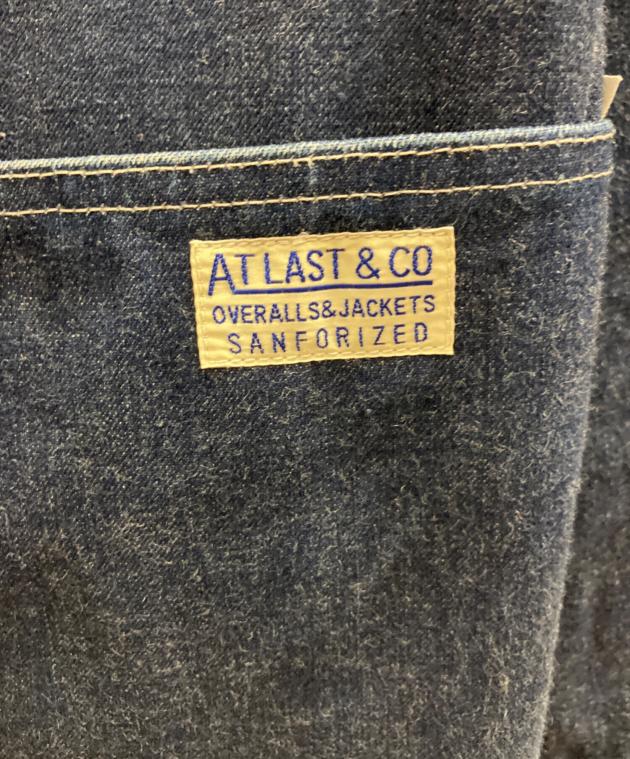 AT LAST & CO
OVERALLS&JACKETS
SANFORIZED